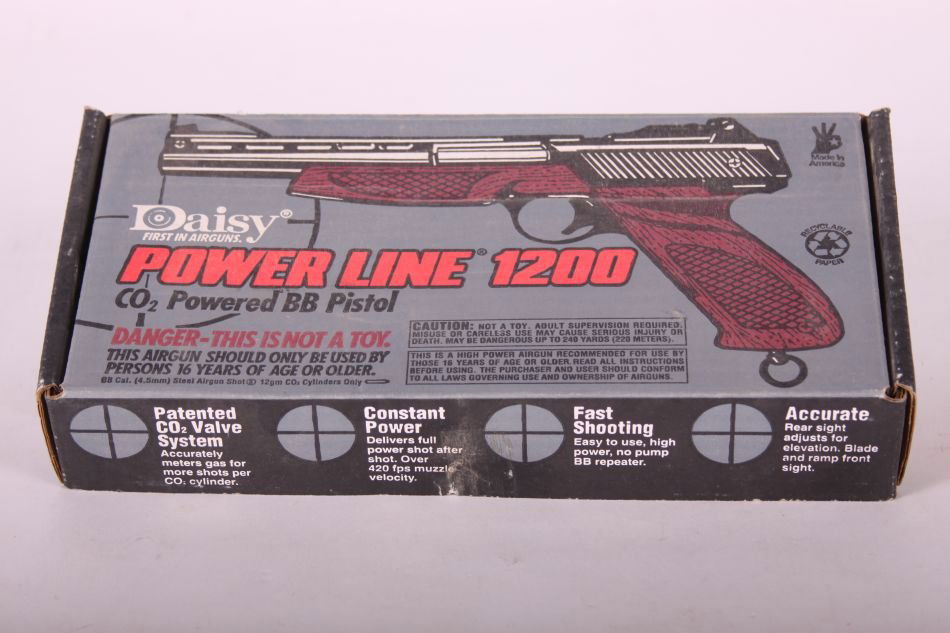 Made In
America
Daisy®
FIRST IN AIRGUNS.
RECYCLABLE
PAPER
POWER LINE® 1200
CO₂ Powered BB Pistol
DANGER-THIS IS NOT A TOY.
THIS AIRGUN SHOULD ONLY BE USED BY
PERSONS 16 YEARS OF AGE OR OLDER.
BB Cal. (4.5mm) Steel Airgun Shot 12gm CO₂ Cylinders Only
CAUTION: NOT A TOY. ADULT SUPERVISION REQUIRED.
MISUSE OR CARELESS USE MAY CAUSE SERIOUS INJURY OR
DEATH. MAY BE DANGEROUS UP TO 240 YARDS (220 METERS).
THIS IS A HIGH POWER AIRGUN RECOMMENDED FOR USE BY
THOSE 16 YEARS OF AGE OR OLDER. READ ALL INSTRUCTIONS
BEFORE USING. THE PURCHASER AND USER SHOULD CONFORM
TO ALL LAWS GOVERNING USE AND OWNERSHIP OF AIRGUNS.
Patented
CO₂ Valve
System
Accurately
meters gas for
more shots per
CO₂ cylinder.
Constant
Power
Delivers full
power shot after
shot. Over
420 fps muzzle
velocity.
Fast
Shooting
Easy to use, high
power, no pump
BB repeater.
Accurate
Rear sight
adjusts for
elevation. Blade
and ramp front
sight.